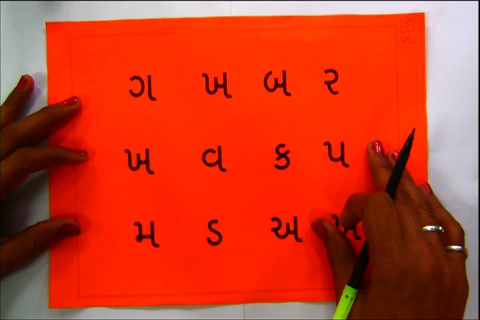 ગ ખ બ ર
ખ વ ક પ
મ ડ અ